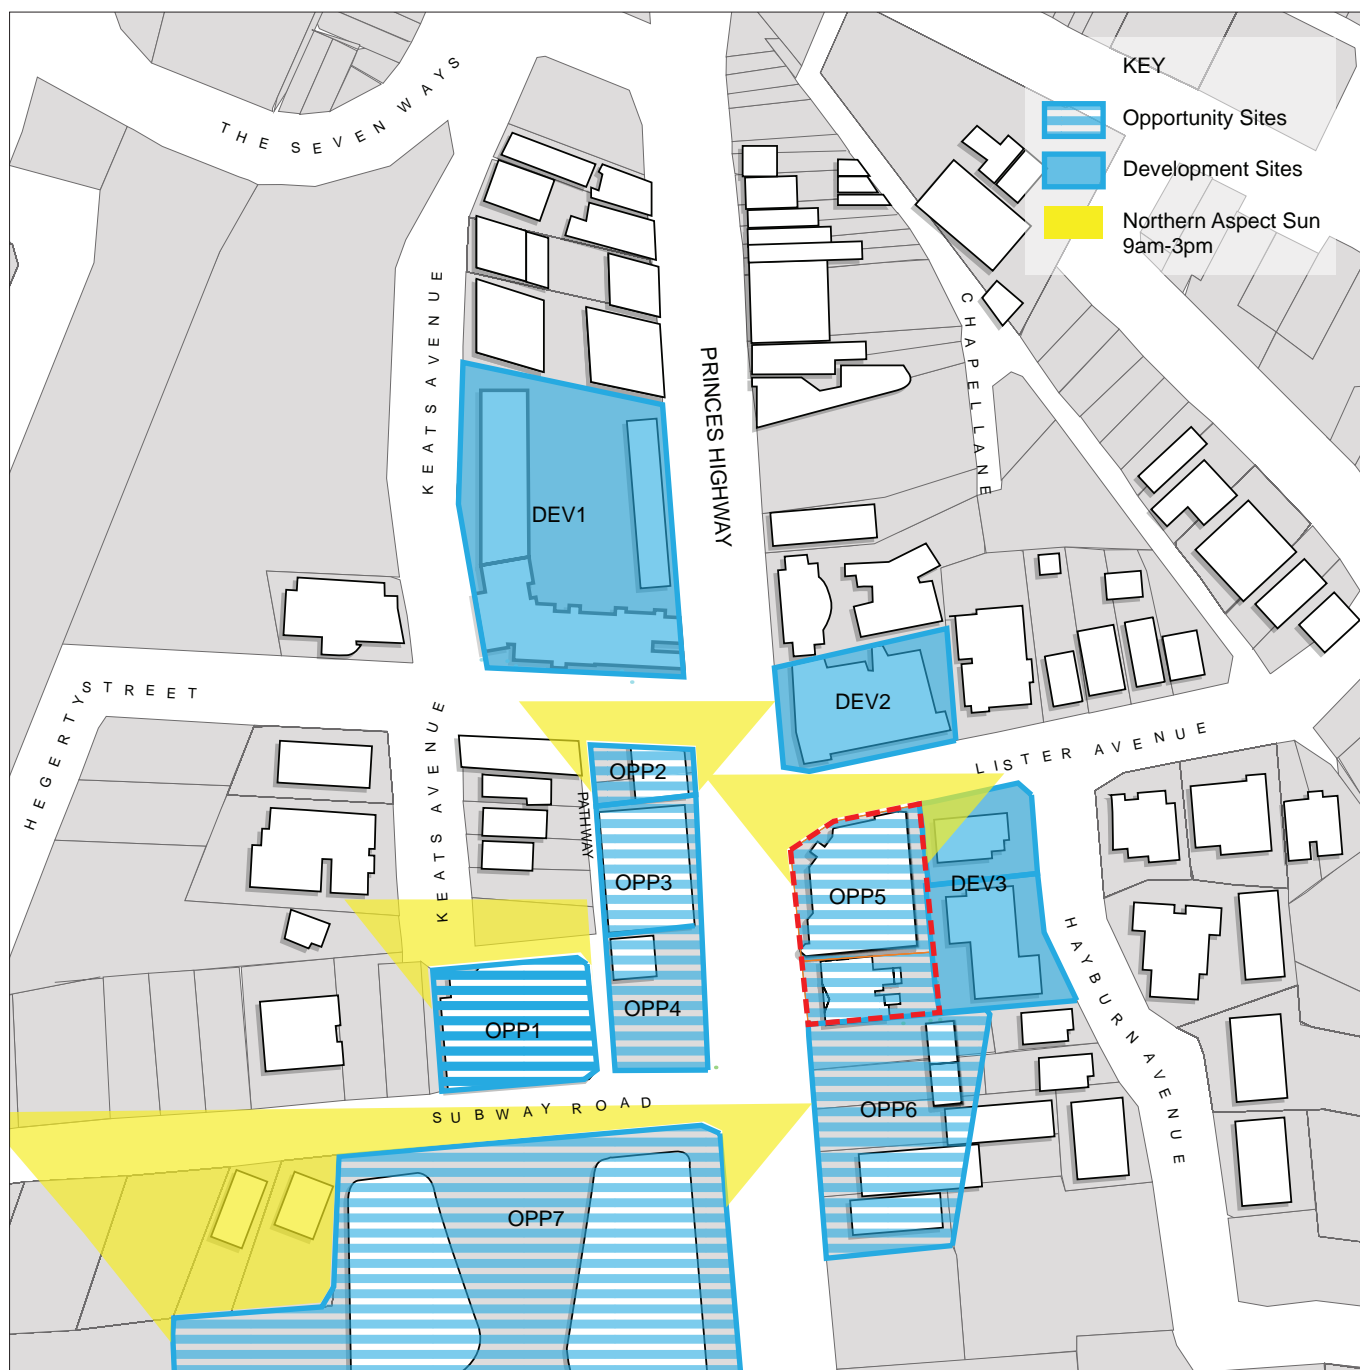 KEY
Opportunity Sites
Development Sites
Northern Aspect Sun
9am-3pm
THE SEVEN WAYS
KEATS AVENUE
PRINCES HIGHWAY
CHAPEL LANE
DEV1
DEV2
HEGERTY STREET
KEATS AVENUE
LISTER AVENUE
OPP2
PATHWAY
OPP3
OPP5
DEV3
OPP4
OPP1
HAYBURN AVENUE
SUBWAY ROAD
OPP6
OPP7